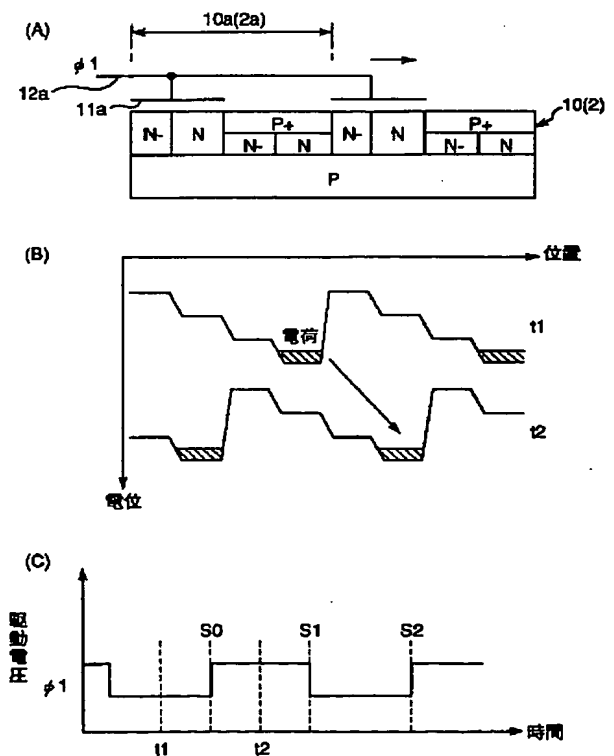 (A)
10a(2a)
φ1
12a
11a
10(2)
N- N P+ N- N P+
N- N N- N
P
(B)
位置
電荷
t1
t2
電位
(C)
駆動電圧
S0 S1 S2
φ1
t1 t2
時間